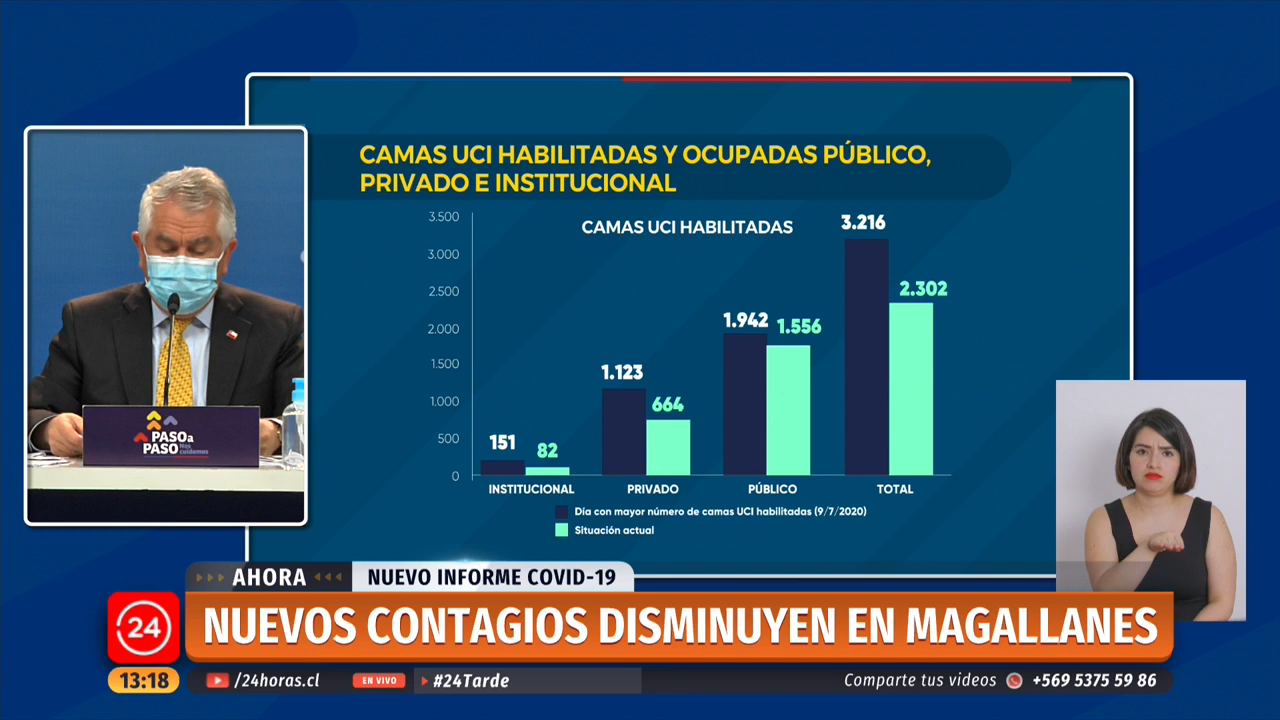 CAMAS UCI HABILITADAS Y OCUPADAS PÚBLICO,
PRIVADO E INSTITUCIONAL
CAMAS UCI HABILITADAS
3.500
3.000
2.500
2.000
1.500
1.000
500
0
151
82
1.123
664
1.942
1.556
3.216
2.302
INSTITUCIONAL
PRIVADO
PÚBLICO
TOTAL
Día con mayor número de camas UCI habilitadas (9/7/2020)
Situación actual
PASO a
PASO Nos
cuidamos
AHORA
NUEVO INFORME COVID-19
24
NUEVOS CONTAGIOS DISMINUYEN EN MAGALLANES
13:18
/24horas.cl
EN VIVO
#24Tarde
Comparte tus videos
+569 5375 59 86